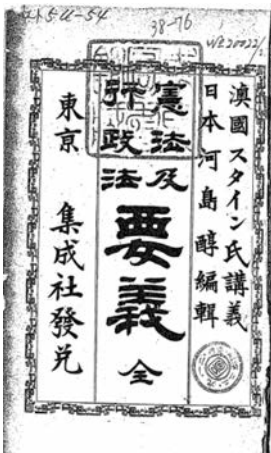 38-76
澳國スタイン氏講義
日本河島醇編輯
憲法及
行政法
要義
全
東京 集成社發兌